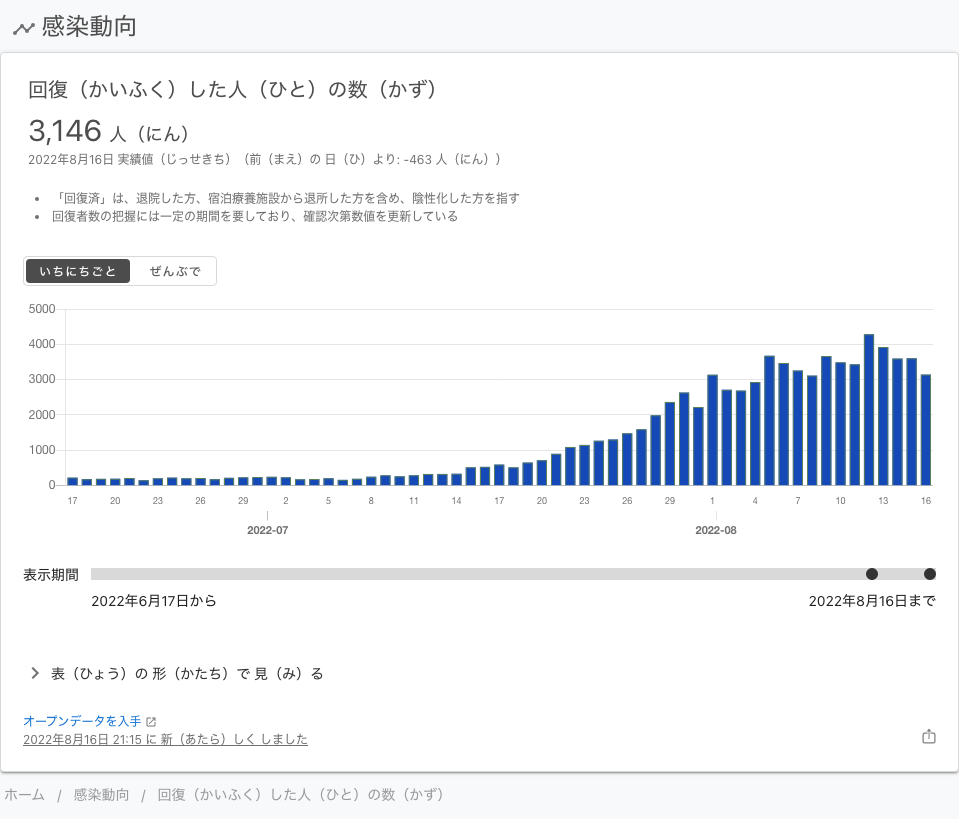 感染動向
回復（かいふく）した人（ひと）の数（かず）
3,146 人（にん）
2022年8月16日 実績値（じっせきち）（前（まえ）の 日（ひ）より: -463 人（にん））
「回復済」は、退院した方、宿泊療養施設から退所した方を含め、陰性化した方を指す
回復者数の把握には一定の期間を要しており、確認次第数値を更新している
いちにちごと ぜんぶで
5000
4000
3000
2000
1000
0
17 20 23 26 29 2 5 8 11 14 17 20 23 26 29 1 4 7 10 13 16
2022-07 2022-08
表示期間
2022年6月17日から 2022年8月16日まで
表（ひょう）の 形（かたち）で 見（み）る
オープンデータを入手
2022年8月16日 21:15 に 新（あたら）しく しました
ホーム / 感染動向 / 回復（かいふく）した人（ひと）の数（かず）